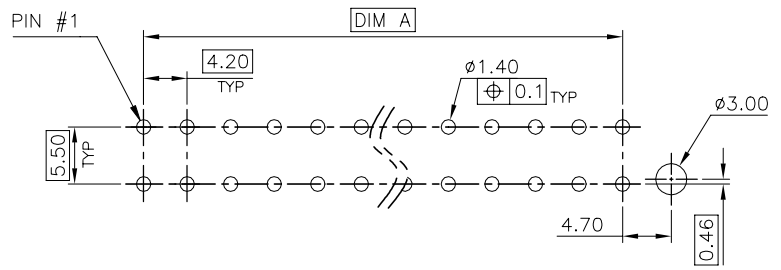 PIN #1
DIM A
4.20
TYP
ø1.40
⌖ 0.1 TYP
ø3.00
5.50
TYP
4.70
0.46